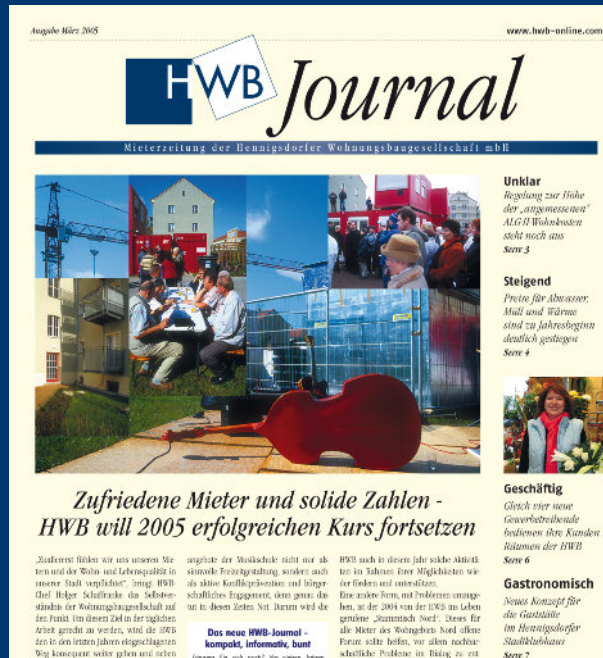 Ausgabe März 2005
www.hwb-online.com
HWB Journal
Mieterzeitung der Hennigsdorfer Wohnungsbaugesellschaft mbH
Unklar
Regelung zur Höhe
der „angemessenen"
ALG II-Wohnkosten
steht noch aus
Seite 3
Steigend
Preise für Abwasser,
Müll und Wärme
sind zu Jahresbeginn
deutlich gestiegen
Seite 4
Geschäftig
Gleich vier neue
Gewerbetreibende
bedienen ihre Kunden
Räumen der HWB
Seite 6
Gastronomisch
Neues Konzept für
die Gaststätte
im Hennigsdorfer
Stadtklubhaus
Seite 7
Zufriedene Mieter und solide Zahlen -
HWB will 2005 erfolgreichen Kurs fortsetzen
„Zuallererst fühlen wir uns unseren Mie-
tern und der Wohn- und Lebensqualität in
unserer Stadt verpflichtet", bringt HWB-
Chef Holger Schaffranke das Selbstver-
ständnis der Wohnungsbaugesellschaft auf
den Punkt. Um diesem Ziel in der täglichen
Arbeit gerecht zu werden, wird die HWB
den in den letzten Jahren eingeschlagenen
Weg konsequent weiter gehen und neben
angebote der Musikschule nicht nur als
sinnvolle Freizeitgestaltung, sondern auch
als aktive Konfliktprävention und bürger-
schaftliches Engagement, denn genau das
tut in diesen Zeiten Not. Darum wird die
Das neue HWB-Journal -
kompakt, informativ, bunt
HWB auch in diesem Jahr solche Aktivitä-
ten im Rahmen ihrer Möglichkeiten wie-
der fördern und unterstützen.
Eine andere Form, mit Problemen umzuge-
hen, ist der 2004 von der HWB ins Leben
gerufene „Stammtisch Nord". Dieses für
alle Mieter des Wohngebiets Nord offene
Forum sollte helfen, vor allem nachbar-
schaftliche Probleme im Dialog zu ent